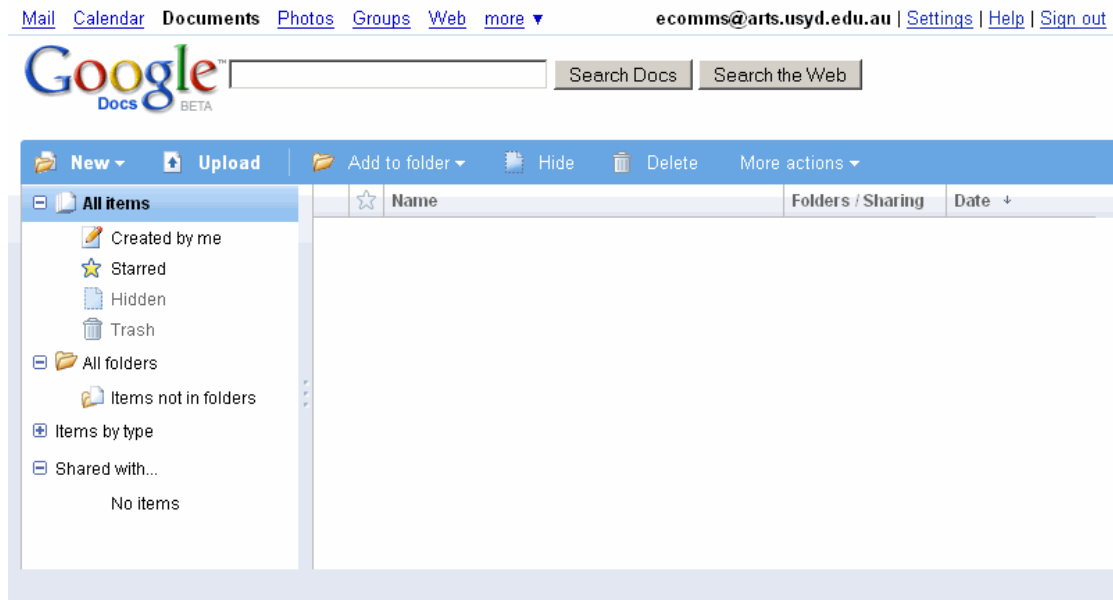 Mail Calendar Documents Photos Groups Web more ▼ ecomms@arts.usyd.edu.au | Settings | Help | Sign out
Google™ Search Docs Search the Web
Docs BETA
New Upload Add to folder Hide Delete More actions
All items Name Folders / Sharing Date
Created by me
Starred
Hidden
Trash
All folders
Items not in folders
Items by type
Shared with...
No items